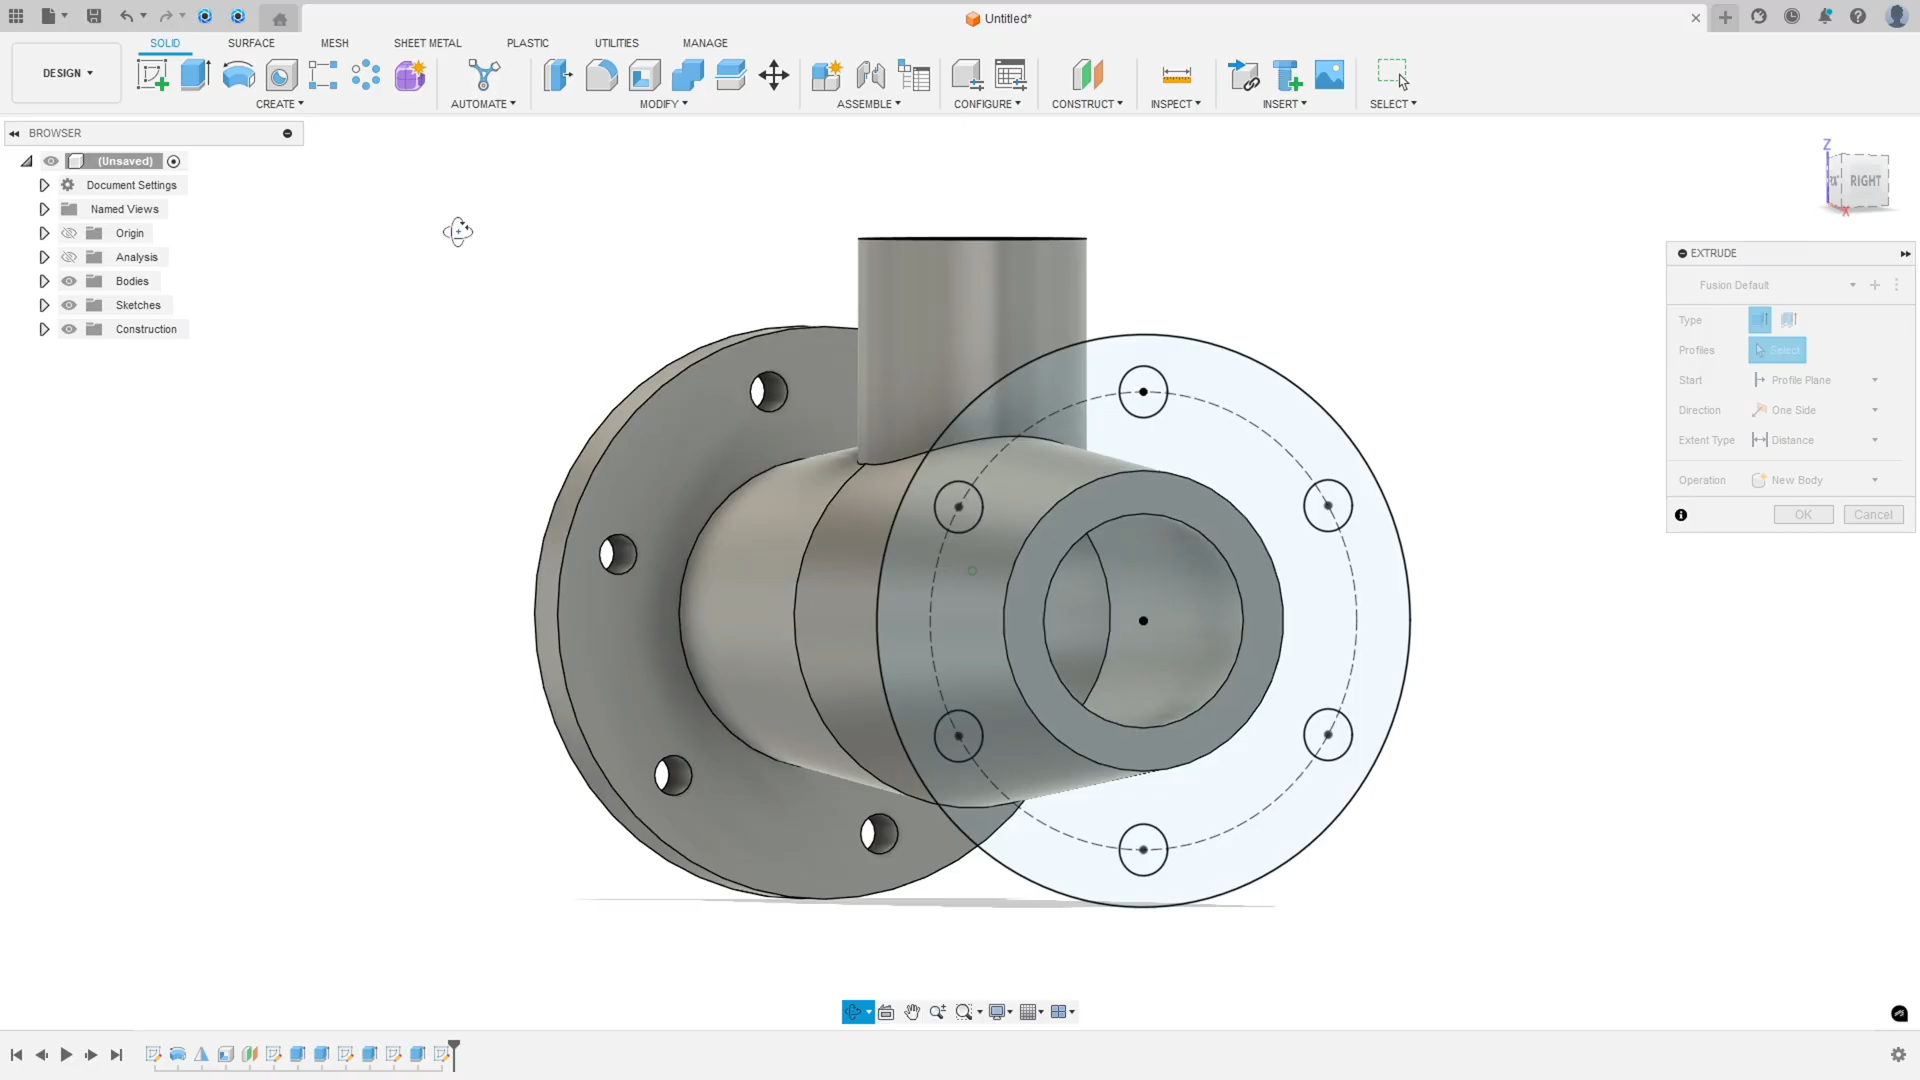 Untitled*
SOLID
SURFACE
MESH
SHEET METAL
PLASTIC
UTILITIES
MANAGE
DESIGN
CREATE
AUTOMATE
MODIFY
ASSEMBLE
CONFIGURE
CONSTRUCT
INSPECT
INSERT
SELECT
BROWSER
(Unsaved)
Document Settings
Named Views
Origin
Analysis
Bodies
Sketches
Construction
Z
RIGHT
X
EXTRUDE
Fusion Default
Type
Profiles
Select
Start
Profile Plane
Direction
One Side
Extent Type
Distance
Operation
New Body
OK
Cancel